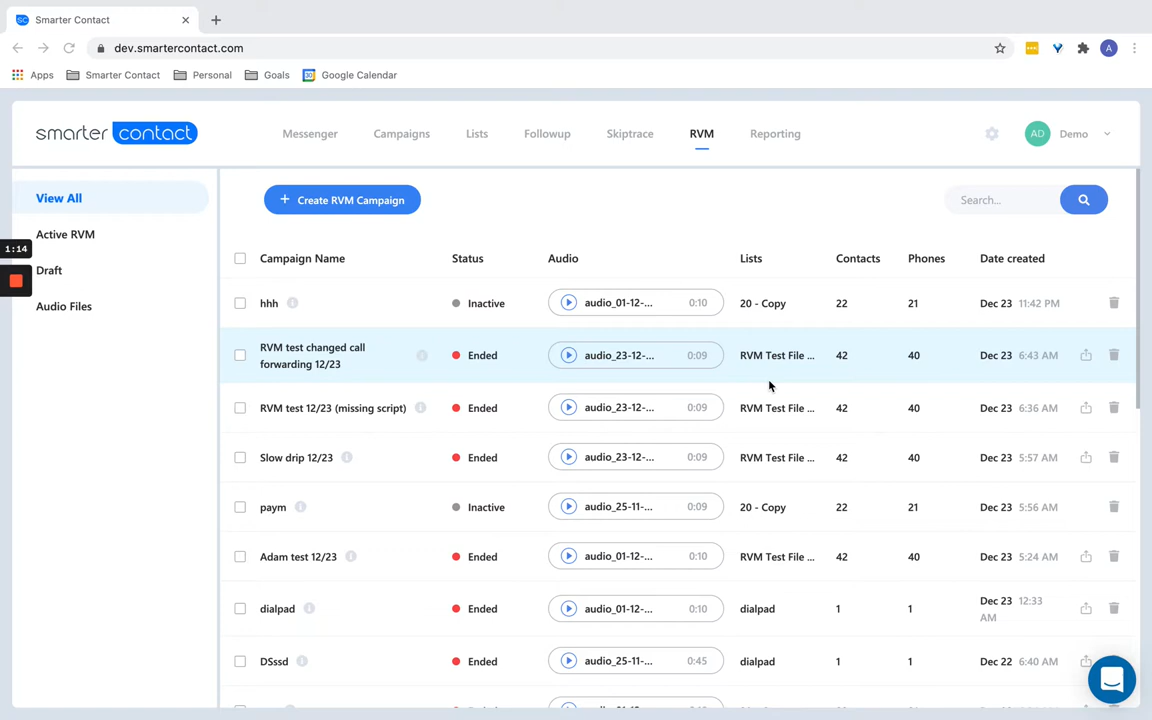 Smarter Contact
dev.smartercontact.com
A
Apps Smarter Contact Personal Goals Google Calendar
smarter contact
Messenger Campaigns Lists Followup Skiptrace RVM Reporting
AD Demo
View All
Active RVM
Draft
Audio Files
1:14
+ Create RVM Campaign
Search...
Campaign Name Status Audio Lists Contacts Phones Date created
hhh Inactive audio_01-12-... 0:10 20 - Copy 22 21 Dec 23 11:42 PM
RVM test changed call
forwarding 12/23 Ended audio_23-12-... 0:09 RVM Test File ... 42 40 Dec 23 6:43 AM
RVM test 12/23 (missing script) Ended audio_23-12-... 0:09 RVM Test File ... 42 40 Dec 23 6:36 AM
Slow drip 12/23 Ended audio_23-12-... 0:09 RVM Test File ... 42 40 Dec 23 5:57 AM
paym Inactive audio_25-11-... 0:09 20 - Copy 22 21 Dec 23 5:56 AM
Adam test 12/23 Ended audio_01-12-... 0:10 RVM Test File ... 42 40 Dec 23 5:24 AM
dialpad Ended audio_01-12-... 0:10 dialpad 1 1 Dec 23 12:33
AM
DSssd Ended audio_25-11-... 0:45 dialpad 1 1 Dec 22 6:40 AM